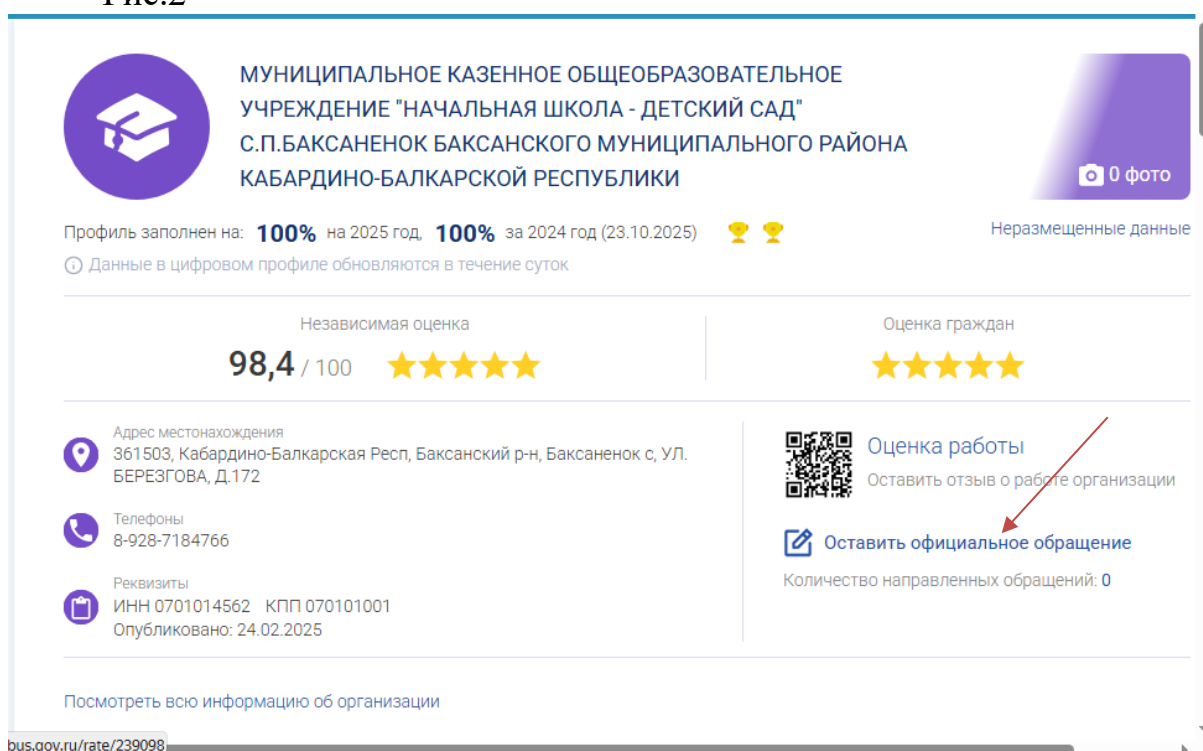 Рис.2
МУНИЦИПАЛЬНОЕ КАЗЕННОЕ ОБЩЕОБРАЗОВАТЕЛЬНОЕ
УЧРЕЖДЕНИЕ "НАЧАЛЬНАЯ ШКОЛА - ДЕТСКИЙ САД"
С.П.БАКСАНЕНОК БАКСАНСКОГО МУНИЦИПАЛЬНОГО РАЙОНА
КАБАРДИНО-БАЛКАРСКОЙ РЕСПУБЛИКИ
0 фото
Профиль заполнен на: 100% на 2025 год, 100% за 2024 год (23.10.2025)
Неразмещенные данные
Данные в цифровом профиле обновляются в течение суток
Независимая оценка
98,4 / 100
Оценка граждан
Адрес местонахождения
361503, Кабардино-Балкарская Респ, Баксанский р-н, Баксаненок с, УЛ.
БЕРЕЗГОВА, Д.172
Телефоны
8-928-7184766
Реквизиты
ИНН 0701014562 КПП 070101001
Опубликовано: 24.02.2025
Оценка работы
Оставить отзыв о работе организации
Оставить официальное обращение
Количество направленных обращений: 0
Посмотреть всю информацию об организации
bus.gov.ru/rate/239098